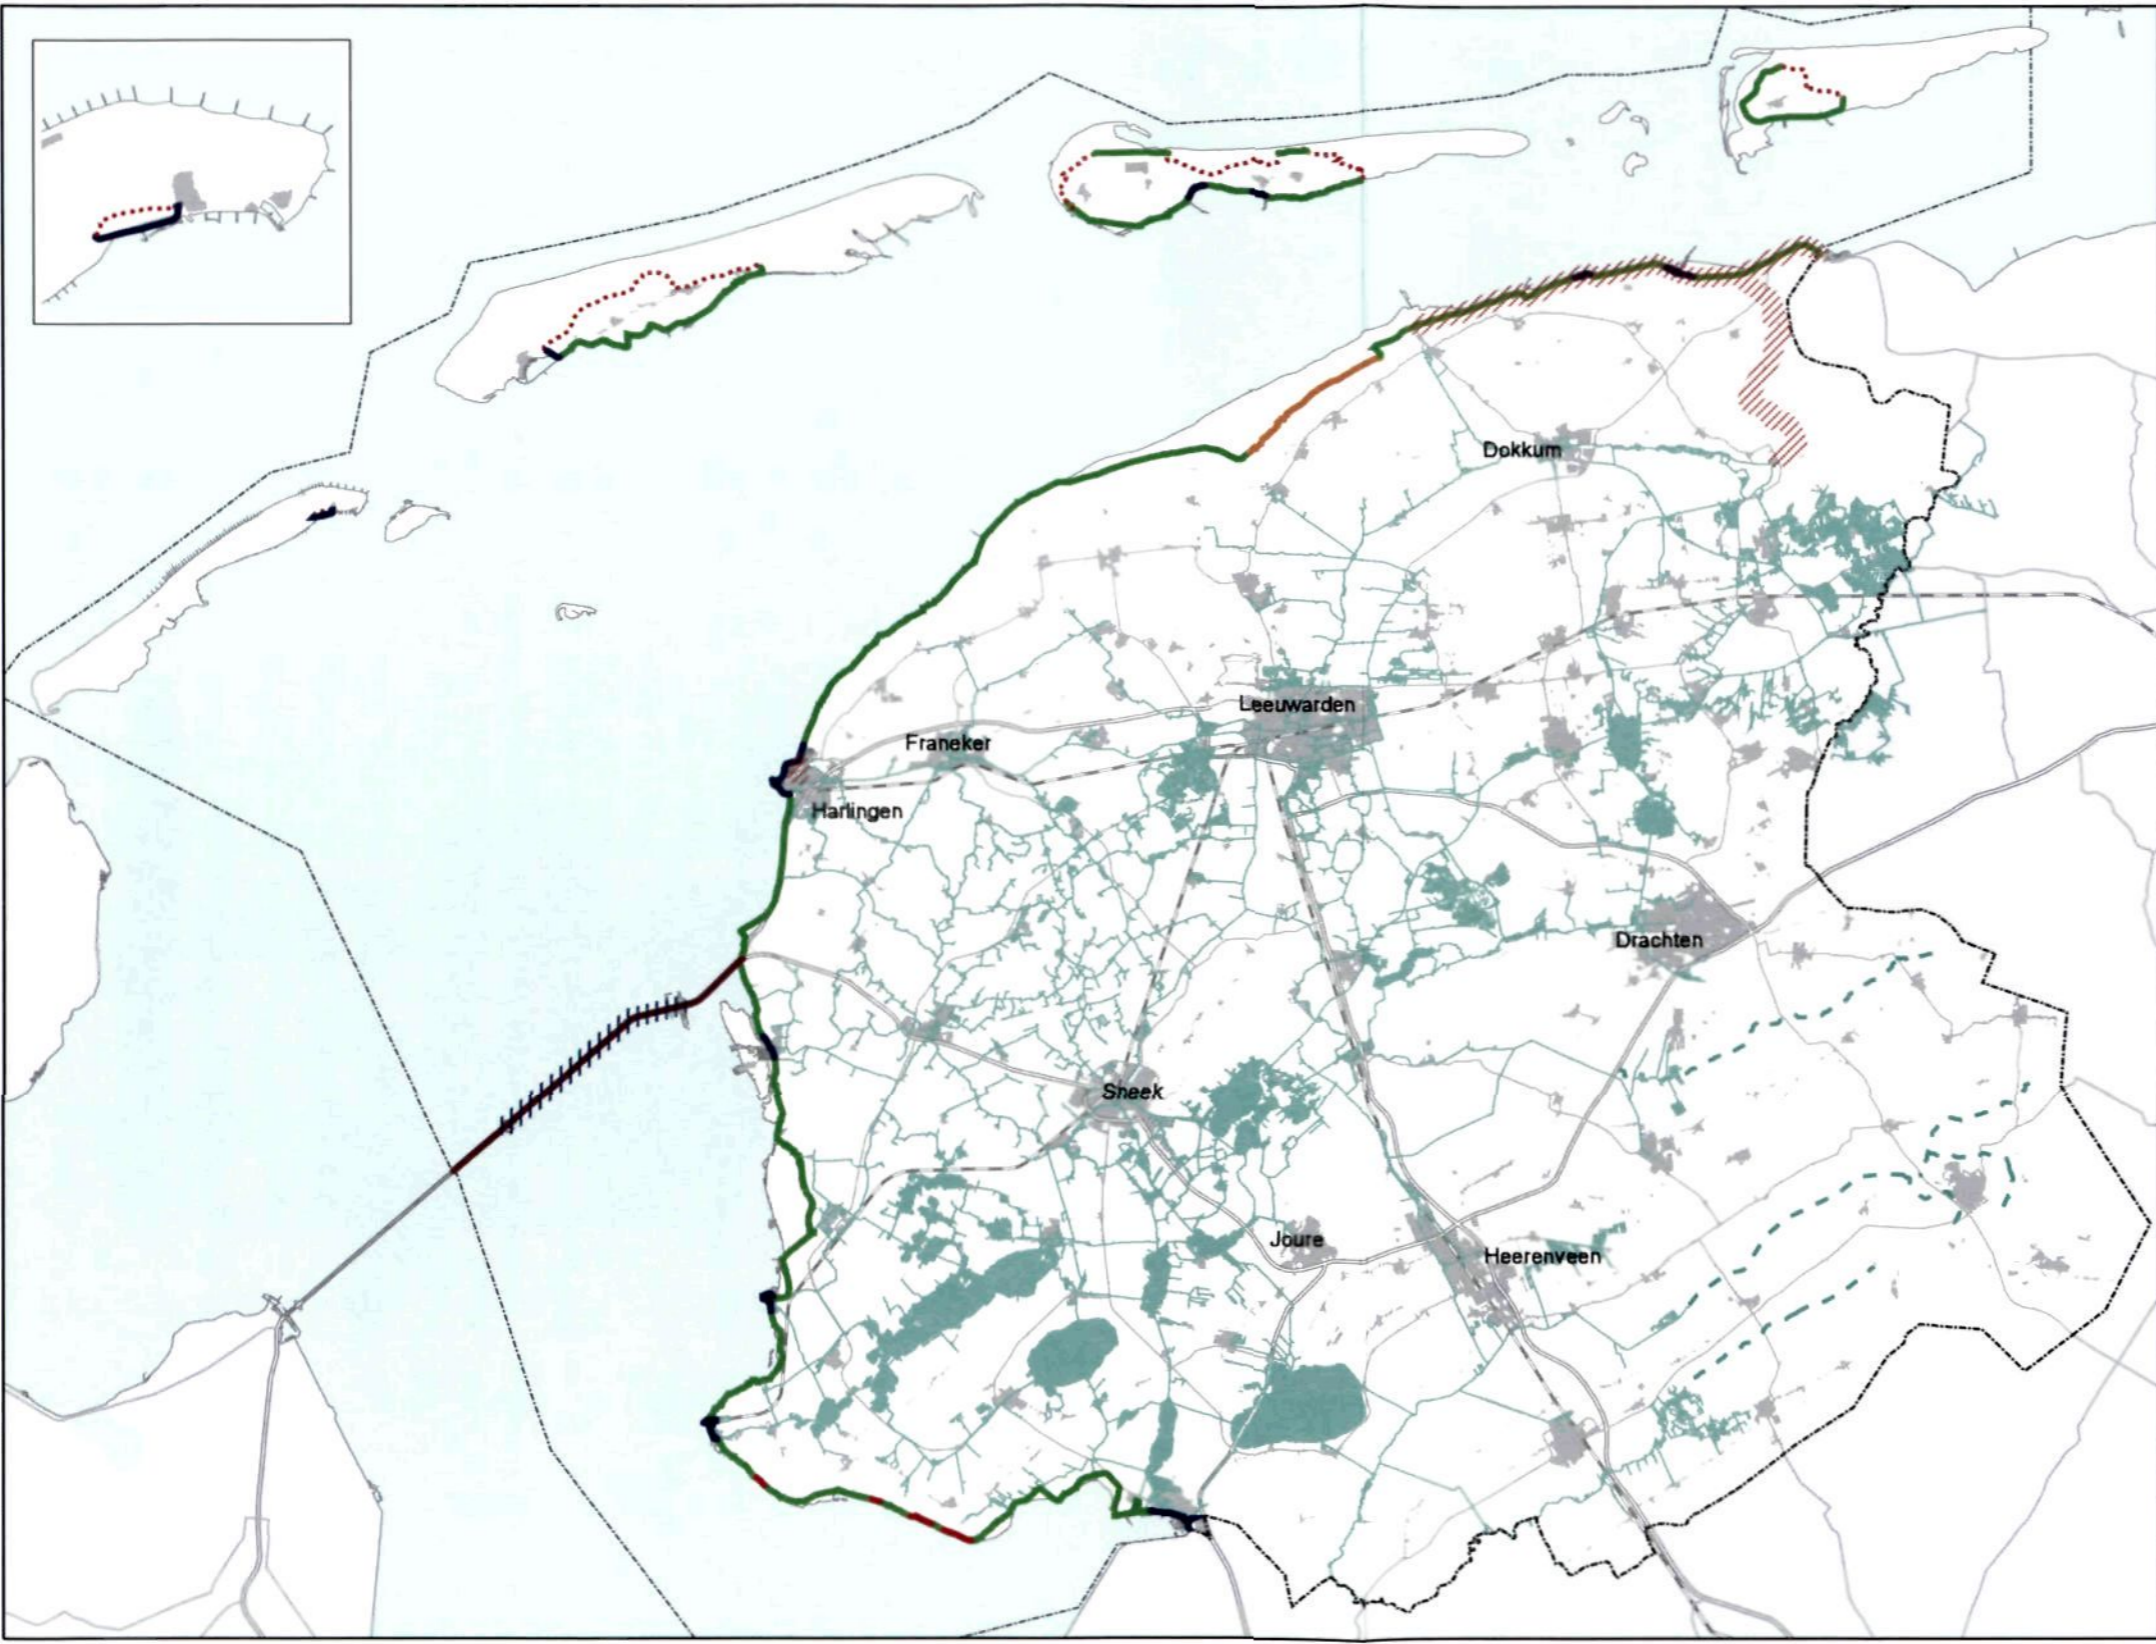 Dokkum
Leeuwarden
Franeker
Harlingen
Drachten
Sneek
Joure
Heerenveen